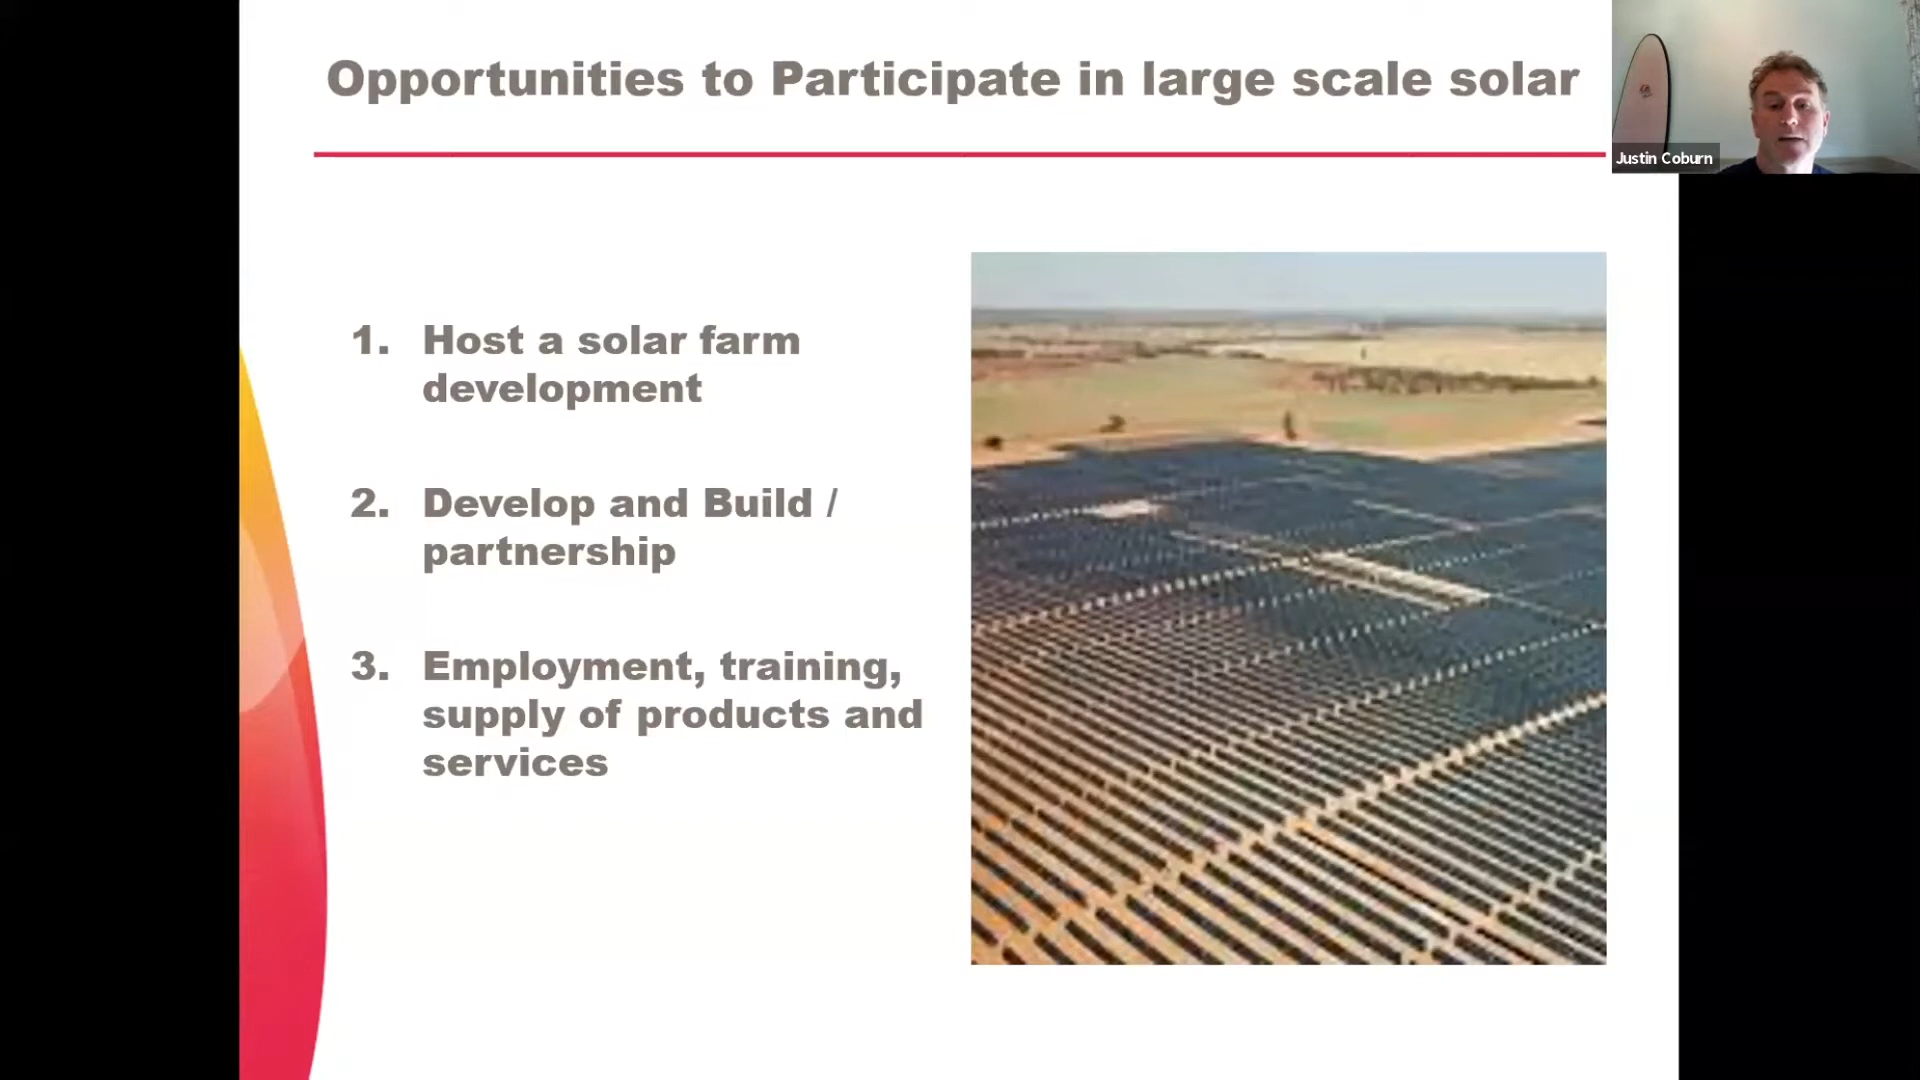 Opportunities to Participate in large scale solar
Justin Coburn
1. Host a solar farm
development
2. Develop and Build /
partnership
3. Employment, training,
supply of products and
services